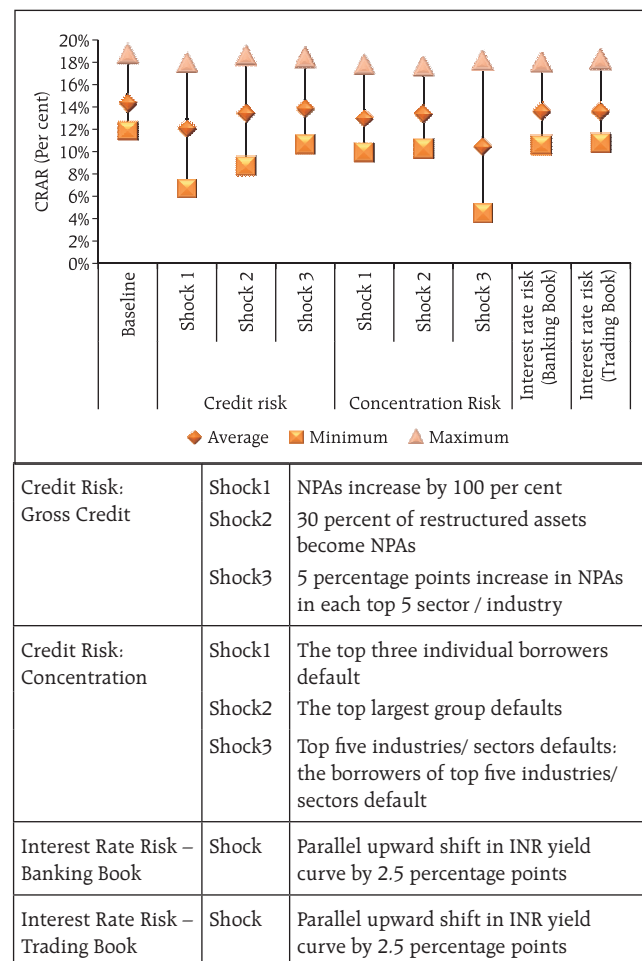 20%
18%
16%
14%
12%
10%
8%
6%
4%
2%
0%
CRAR (Per cent)
Baseline
Shock 1
Shock 2
Shock 3
Shock 1
Shock 2
Shock 3
Interest rate risk
(Banking Book)
Interest rate risk
(Trading Book)
Credit risk
Concentration Risk
Average
Minimum
Maximum
Credit Risk:
Gross Credit
Shock1
NPAs increase by 100 per cent
Shock2
30 percent of restructured assets
become NPAs
Shock3
5 percentage points increase in NPAs
in each top 5 sector / industry
Credit Risk:
Concentration
Shock1
The top three individual borrowers
default
Shock2
The top largest group defaults
Shock3
Top five industries/ sectors defaults:
the borrowers of top five industries/
sectors default
Interest Rate Risk –
Banking Book
Shock
Parallel upward shift in INR yield
curve by 2.5 percentage points
Interest Rate Risk –
Trading Book
Shock
Parallel upward shift in INR yield
curve by 2.5 percentage points